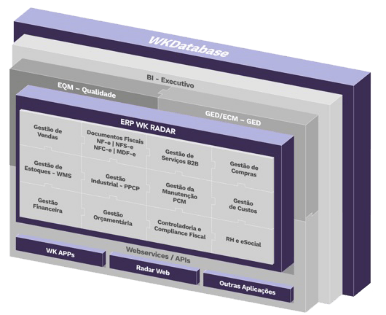 WKDatabase
BI - Executivo
EQM – Qualidade
GED/ECM – GED
ERP WK RADAR
Gestão de
Vendas
Documentos Fiscais
NF-e | NFS-e
NFC-e | MDF-e
Gestão de
Serviços B2B
Gestão de
Compras
Gestão de
Estoques – WMS
Gestão
Industrial – PPCP
Gestão da
Manutenção
PCM
Gestão
de Custos
Gestão
Financeira
Gestão
Orçamentária
Controladoria e
Compliance Fiscal
RH e eSocial
Webservices / APIs
WK APPs
Radar Web
Outras Aplicações